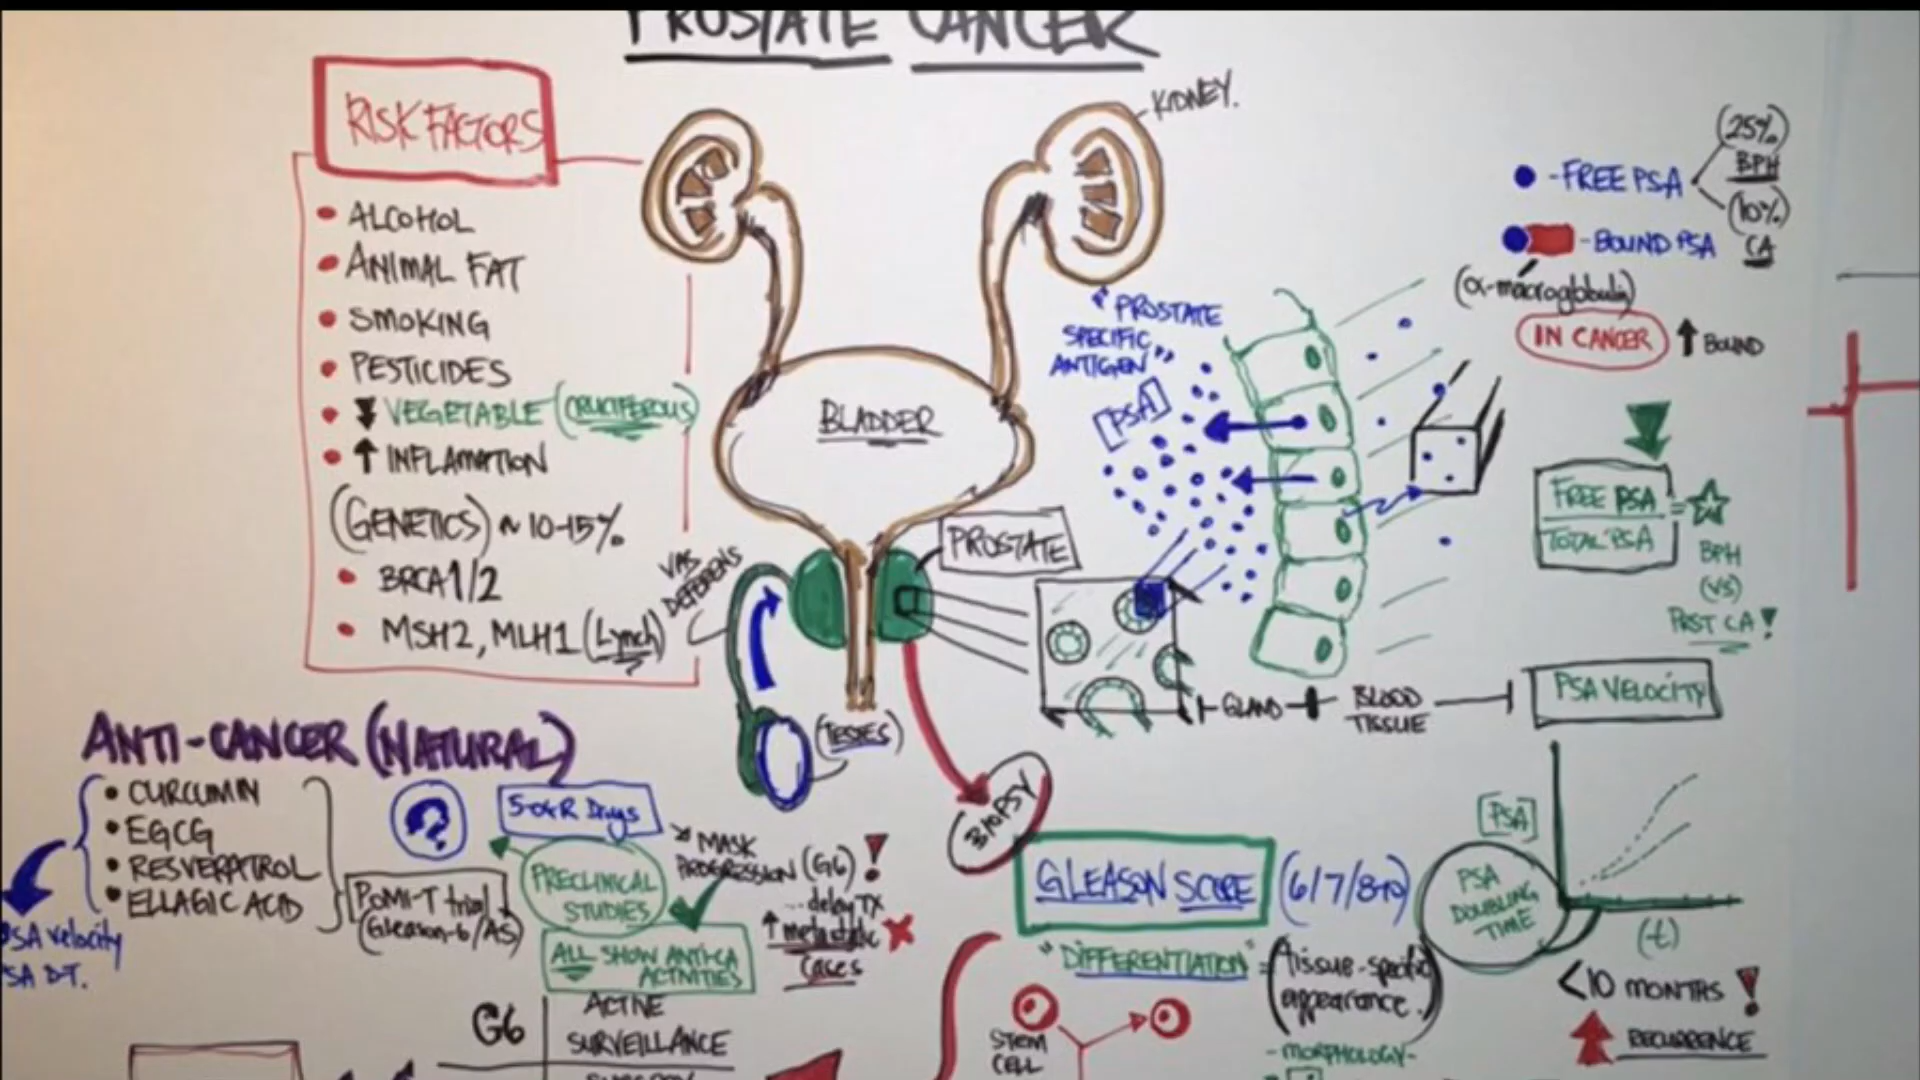 PROSTATE CANCER
RISK FACTORS
• ALCOHOL
• ANIMAL FAT
• SMOKING
• PESTICIDES
• ⬇ VEGETABLE (CRUCIFEROUS)
• ↑ INFLAMATION
(GENETICS) ~ 10-15%
• BRCA1/2
• MSH2, MLH1 (Lynch)
KIDNEY.
BLADDER
PROSTATE
VAS
DEFERENS
(TESTES)
BIOPSY
"PROSTATE
SPECIFIC
ANTIGEN"
[PSA]
GLAND
BLOOD
TISSUE
- FREE PSA
(25%)
BPH
(10%)
CA
- BOUND PSA
(α-macroglobulin)
IN CANCER ↑ BOUND
FREE PSA
TOTAL PSA
= ☆
BPH
(VS)
PROST CA!
PSA VELOCITY
[PSA]
PSA
DOUBLING
TIME
(t)
<10 MONTHS !
RECURRENCE
ANTI-CANCER (NATURAL)
• CURCUMIN
• EGCG
• RESVERATROL
• ELLAGIC ACID
PSA velocity
PSA D.T.
?
POMI-T trial
(Gleason-6/AS)
5-αR Drugs
PRECLINICAL
STUDIES
ALL SHOW ANTI-CA
ACTIVITIES
MASK
PROGRESSION (G6) !
... delay TX
↑ metastatic
Cases
GLEASON SCORE (6/7/8-10)
"DIFFERENTIATION" = (tissue-specific
appearance.)
- MORPHOLOGY -
STEM
CELL
G6
ACTIVE
SURVEILLANCE
SURGERY